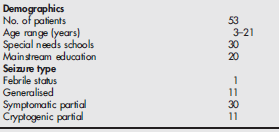 Demographics
No. of patients 53
Age range (years) 3–21
Special needs schools 30
Mainstream education 20
Seizure type
Febrile status 1
Generalised 11
Symptomatic partial 30
Cryptogenic partial 11